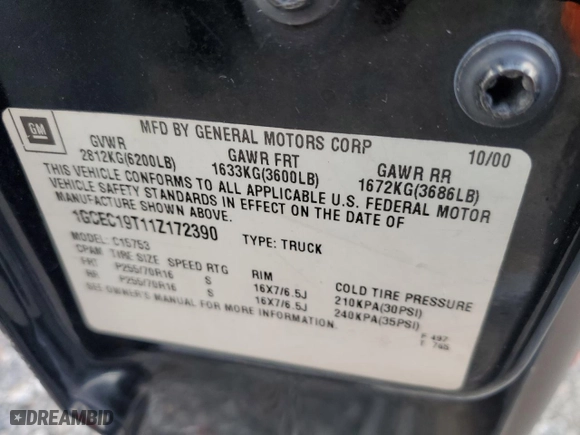 GM
MFD BY GENERAL MOTORS CORP 10/00
GVWR GAWR FRT GAWR RR
2812KG(6200LB) 1633KG(3600LB) 1672KG(3686LB)
THIS VEHICLE CONFORMS TO ALL APPLICABLE U.S. FEDERAL MOTOR
VEHICLE SAFETY STANDARDS IN EFFECT ON THE DATE OF
MANUFACTURE SHOWN ABOVE.
1GCEC19T11Z172390 TYPE: TRUCK
MODEL: C15753
CPAM: TIRE SIZE SPEED RTG RIM COLD TIRE PRESSURE
FRT P255/70R16 S 16X7/6.5J 210KPA(30PSI)
RR P255/70R16 S 16X7/6.5J 240KPA(35PSI)
SEE OWNER'S MANUAL FOR MORE INFORMATION.
DREAMBID